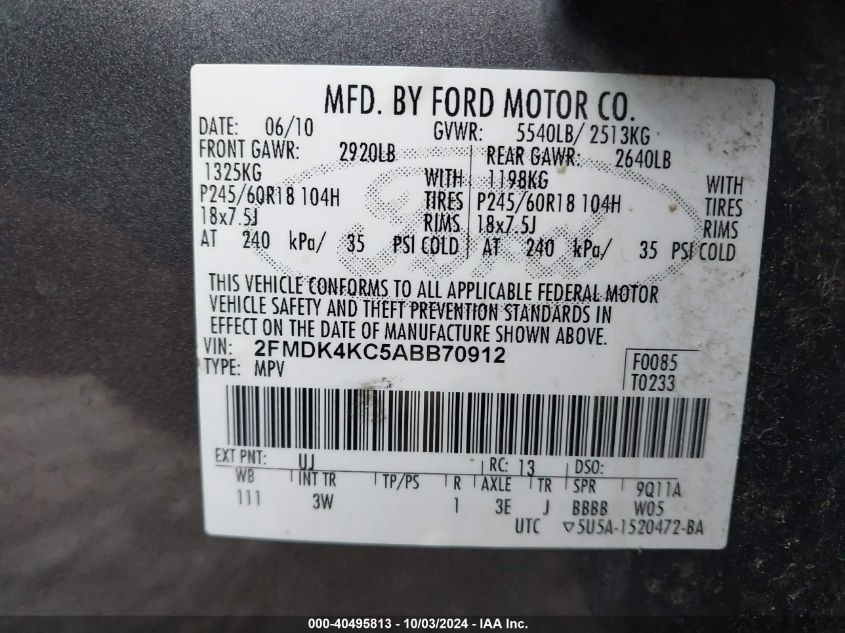 MFD. BY FORD MOTOR CO.
DATE: 06/10 GVWR: 5540LB/ 2513KG
FRONT GAWR: 2920LB REAR GAWR: 2640LB
1325KG WITH 1198KG WITH
P245/60R18 104H TIRES P245/60R18 104H TIRES
18x7.5J RIMS 18x7.5J RIMS
AT 240 kPa/ 35 PSI COLD AT 240 kPa/ 35 PSI COLD
Ford
THIS VEHICLE CONFORMS TO ALL APPLICABLE FEDERAL MOTOR
VEHICLE SAFETY AND THEFT PREVENTION STANDARDS IN
EFFECT ON THE DATE OF MANUFACTURE SHOWN ABOVE.
VIN: 2FMDK4KC5ABB70912
TYPE: MPV
F0085
T0233
EXT PNT: UJ RC: 13 DSO:
WB INT TR TP/PS R AXLE TR SPR 9Q11A
111 3W 1 3E J BBBB W05
UTC ▽5U5A-1520472-BA
000-40495813 - 10/03/2024 - IAA Inc.